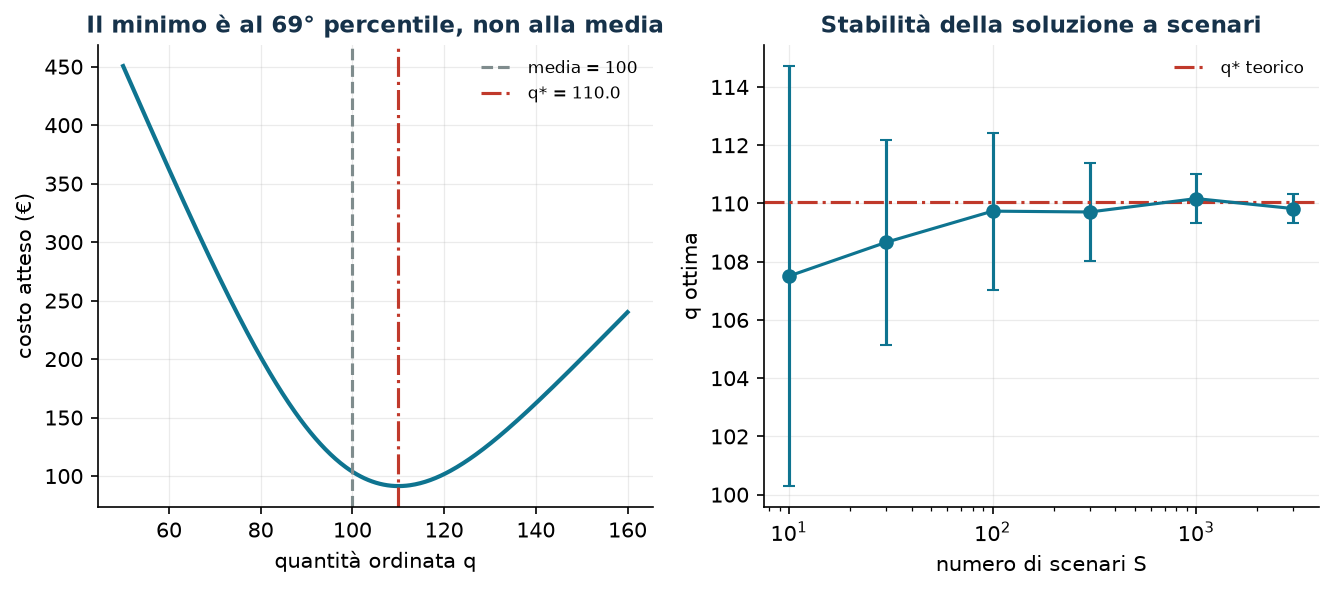 Il minimo è al 69° percentile, non alla media
costo atteso (€)
450
400
350
300
250
200
150
100
media = 100
q* = 110.0
60
80
100
120
140
160
quantità ordinata q
Stabilità della soluzione a scenari
q ottima
114
112
110
108
106
104
102
100
q* teorico
10¹
10²
10³
numero di scenari S